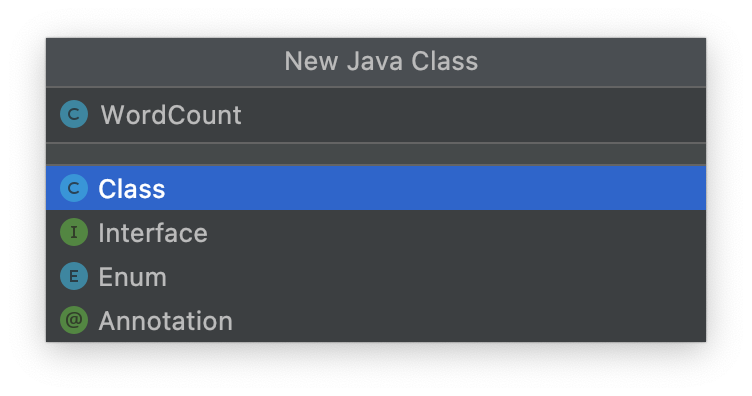 New Java Class
C WordCount
C Class
I Interface
E Enum
@ Annotation